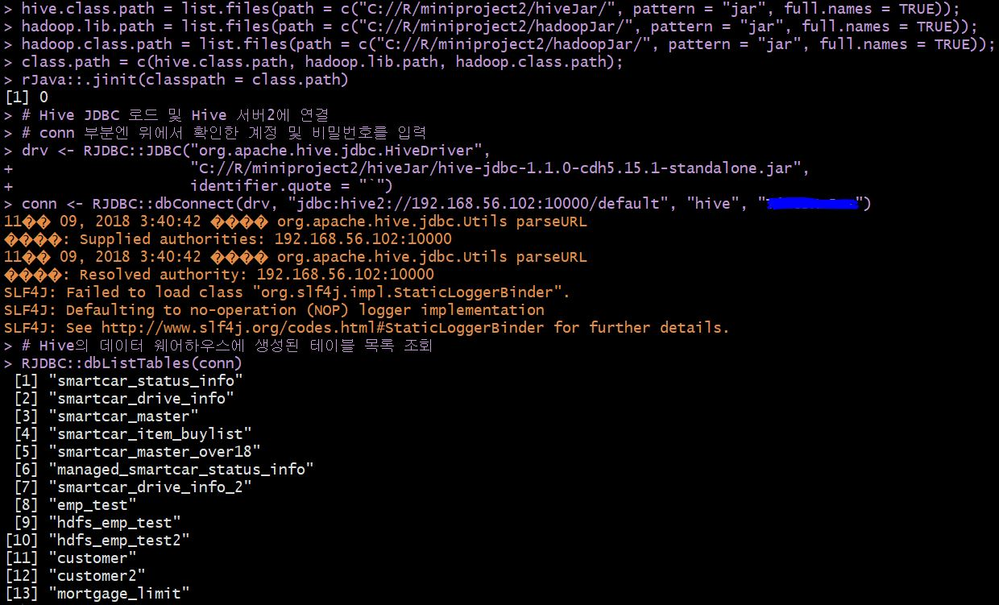 > hive.class.path = list.files(path = c("C://R/miniproject2/hiveJar/", pattern = "jar", full.names = TRUE));
> hadoop.lib.path = list.files(path = c("C://R/miniproject2/hadoopJar/", pattern = "jar", full.names = TRUE));
> hadoop.class.path = list.files(path = c("C://R/miniproject2/hadoopJar/", pattern = "jar", full.names = TRUE));
> class.path = c(hive.class.path, hadoop.lib.path, hadoop.class.path);
> rJava::.jinit(classpath = class.path)
[1] 0
> # Hive JDBC 로드 및 Hive 서버2에 연결
> # conn 부분엔 위에서 확인한 계정 및 비밀번호를 입력
> drv <- RJDBC::JDBC("org.apache.hive.jdbc.HiveDriver",
+ "C://R/miniproject2/hiveJar/hive-jdbc-1.1.0-cdh5.15.1-standalone.jar",
+ identifier.quote = "`")
> conn <- RJDBC::dbConnect(drv, "jdbc:hive2://192.168.56.102:10000/default", "hive", "")
11�� 09, 2018 3:40:42 ���� org.apache.hive.jdbc.Utils parseURL
����: Supplied authorities: 192.168.56.102:10000
11�� 09, 2018 3:40:42 ���� org.apache.hive.jdbc.Utils parseURL
����: Resolved authority: 192.168.56.102:10000
SLF4J: Failed to load class "org.slf4j.impl.StaticLoggerBinder".
SLF4J: Defaulting to no-operation (NOP) logger implementation
SLF4J: See http://www.slf4j.org/codes.html#StaticLoggerBinder for further details.
> # Hive의 데이터 웨어하우스에 생성된 테이블 목록 조회
> RJDBC::dbListTables(conn)
[1] "smartcar_status_info"
[2] "smartcar_drive_info"
[3] "smartcar_master"
[4] "smartcar_item_buylist"
[5] "smartcar_master_over18"
[6] "managed_smartcar_status_info"
[7] "smartcar_drive_info_2"
[8] "emp_test"
[9] "hdfs_emp_test"
[10] "hdfs_emp_test2"
[11] "customer"
[12] "customer2"
[13] "mortgage_limit"